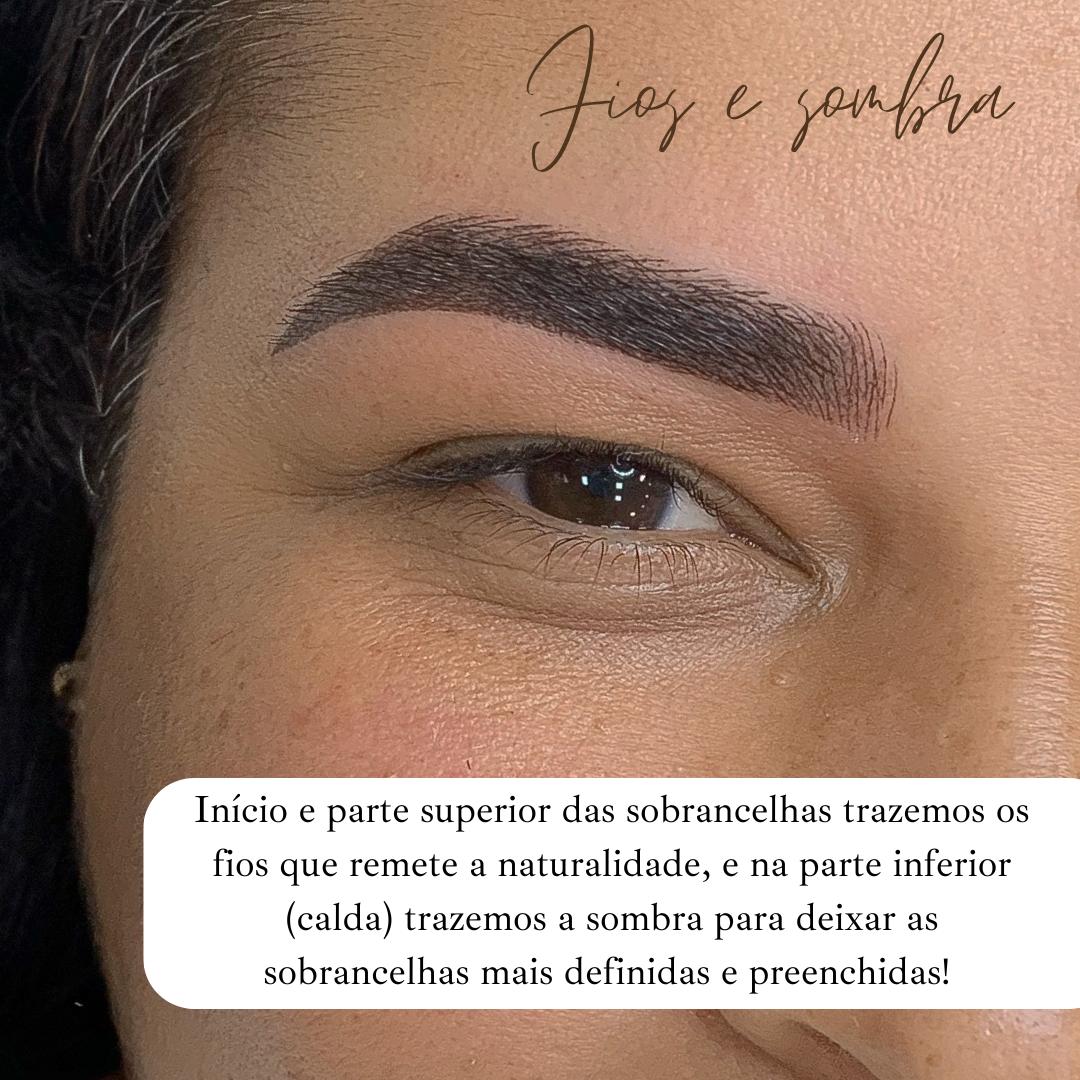 Fios e sombra
Início e parte superior das sobrancelhas trazemos os
fios que remete a naturalidade, e na parte inferior
(calda) trazemos a sombra para deixar as
sobrancelhas mais definidas e preenchidas!